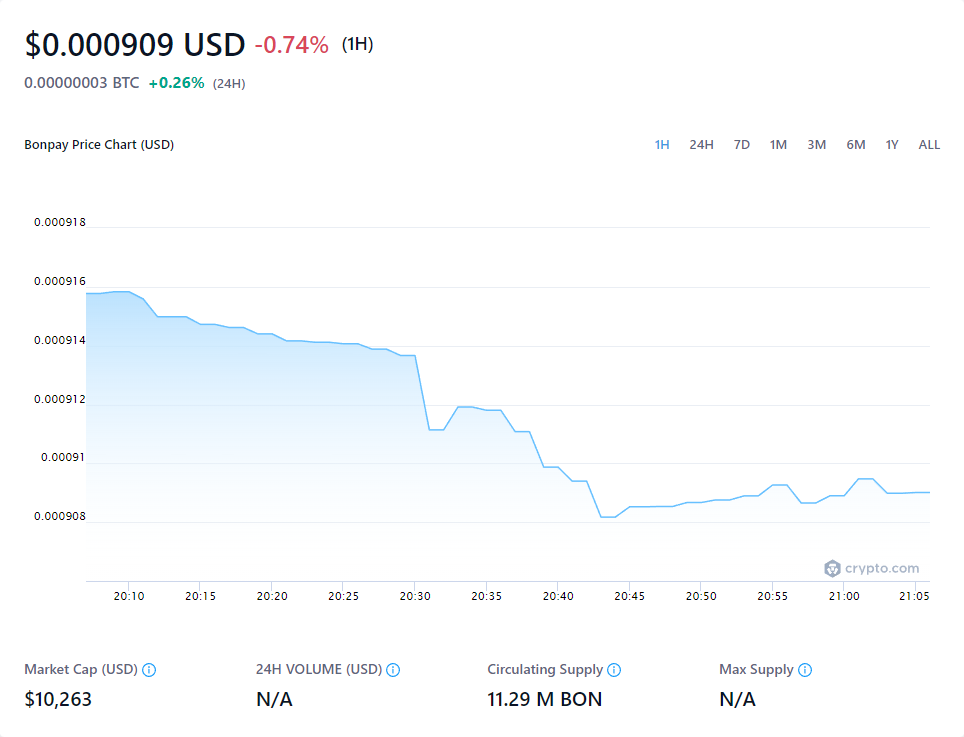 $0.000909 USD -0.74% (1H)
0.00000003 BTC +0.26% (24H)
Bonpay Price Chart (USD) 1H 24H 7D 1M 3M 6M 1Y ALL
0.000918
0.000916
0.000914
0.000912
0.00091
0.000908
crypto.com
20:10 20:15 20:20 20:25 20:30 20:35 20:40 20:45 20:50 20:55 21:00 21:05
Market Cap (USD) 24H VOLUME (USD) Circulating Supply Max Supply
$10,263 N/A 11.29 M BON N/A